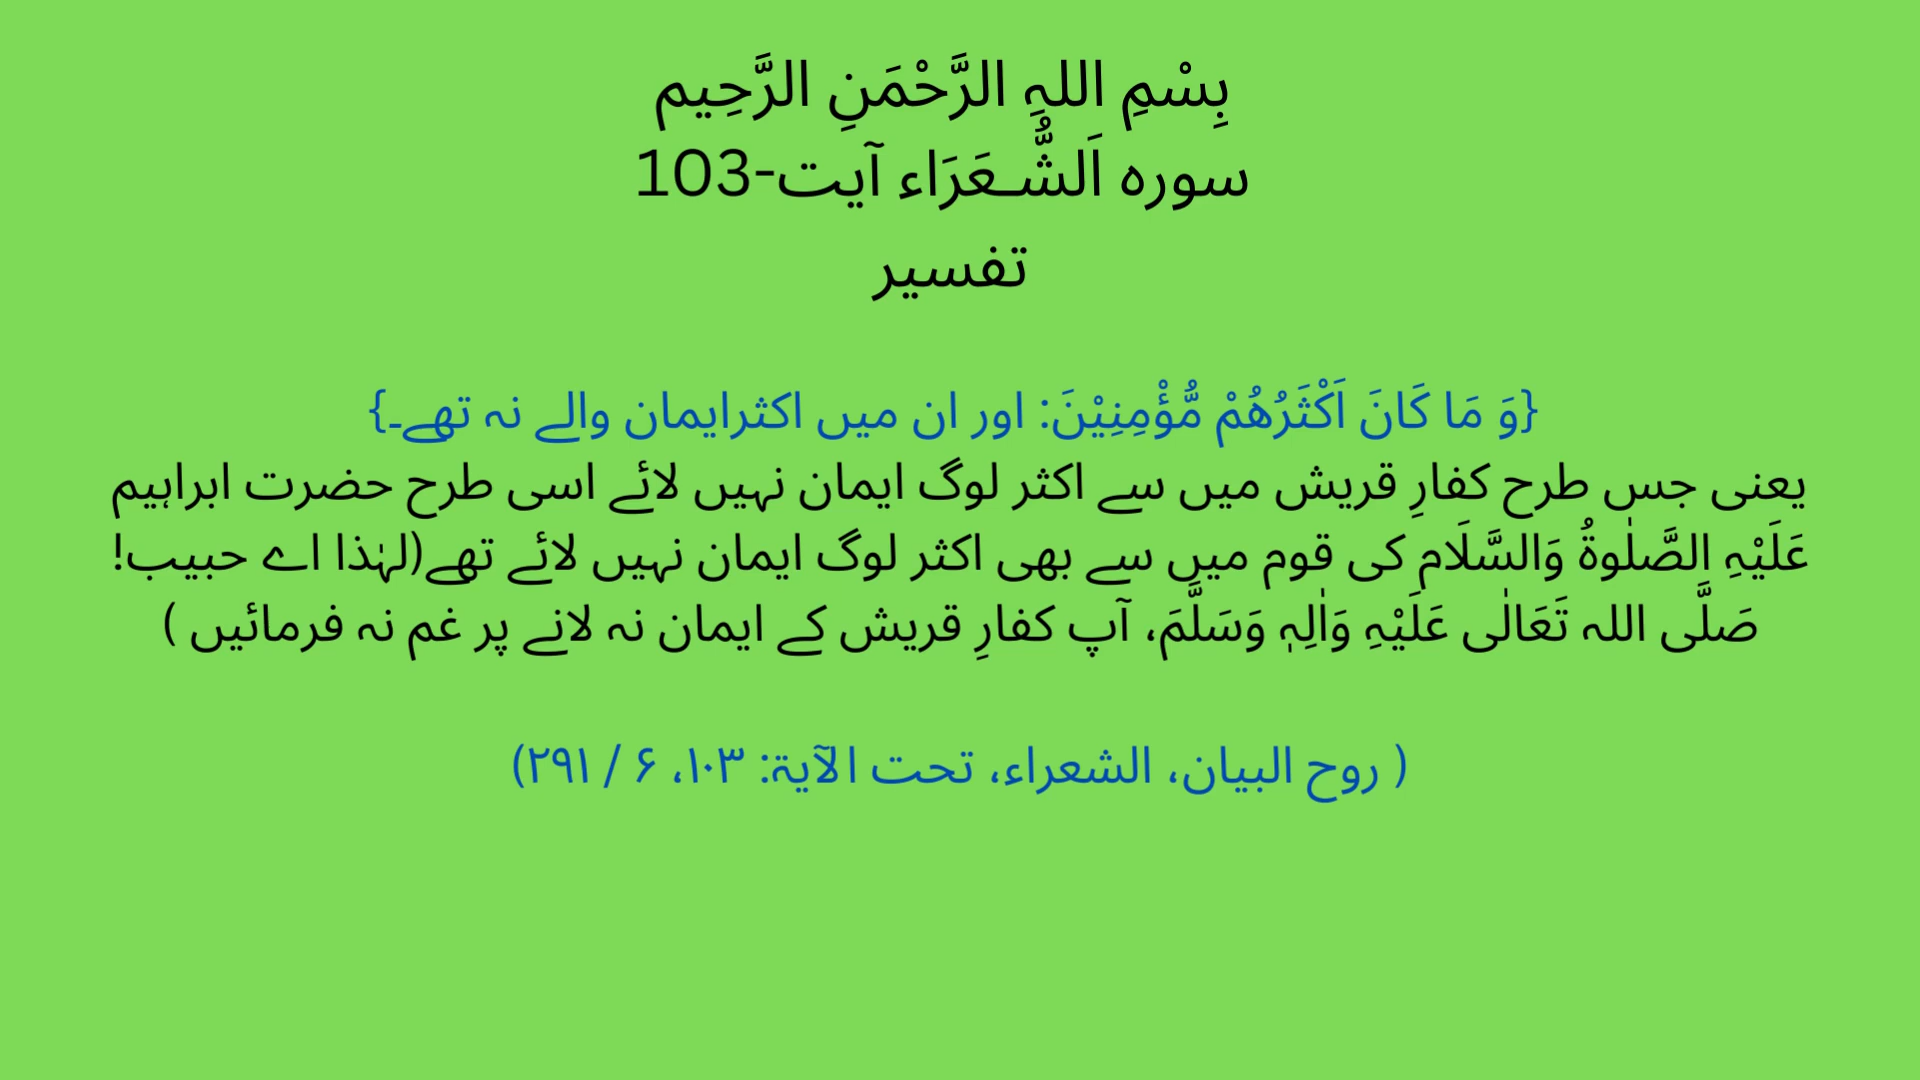 بِسْمِ اللہِ الرَّحْمَنِ الرَّحِیم
سورہ اَلشُّـعَرَاء آیت-103
تفسیر
{وَ مَا كَانَ اَكْثَرُهُمْ مُّؤْمِنِیْنَ: اور ان میں اکثرایمان والے نہ تھے۔}
یعنی جس طرح کفارِ قریش میں سے اکثر لوگ ایمان نہیں لائے اسی طرح حضرت ابراہیم
عَلَیْہِ الصَّلٰوۃُ وَالسَّلَام کی قوم میں سے بھی اکثر لوگ ایمان نہیں لائے تھے(لہٰذا اے حبیب!
صَلَّی اللہ تَعَالٰی عَلَیْہِ وَاٰلِہٖ وَسَلَّمَ، آپ کفارِ قریش کے ایمان نہ لانے پر غم نہ فرمائیں )
( روح البیان، الشعراء، تحت الآیۃ: ۱۰۳، ۶ / ۲۹۱)